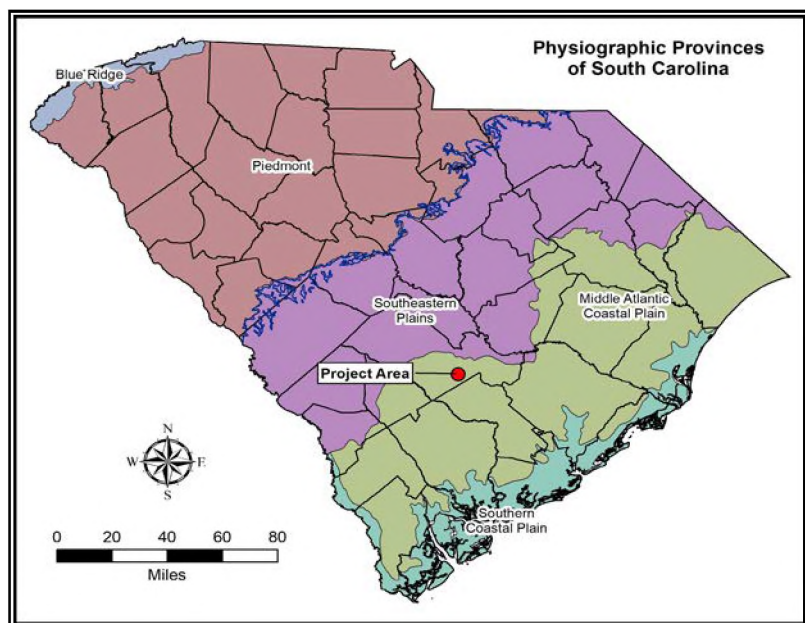 Physiographic Provinces
of South Carolina
Blue Ridge
Piedmont
Southeastern
Plains
Middle Atlantic
Coastal Plain
Project Area
Southern
Coastal Plain
N
W E
S
0 20 40 60 80
Miles